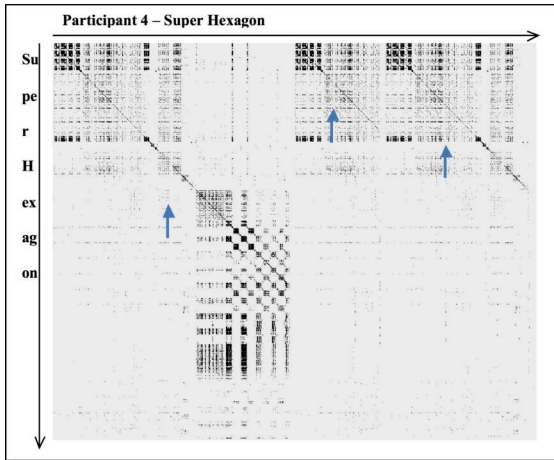 Participant 4 – Super Hexagon
Su
pe
r
H
ex
ag
on